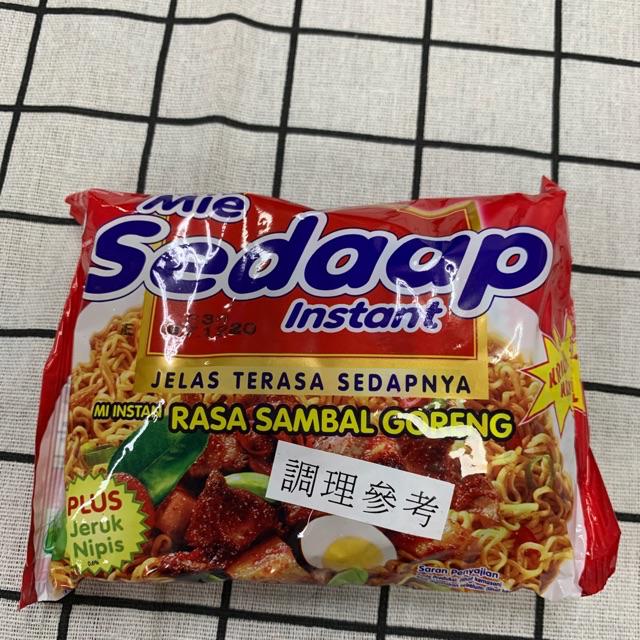 Mie
Sedaap
Instant
JELAS TERASA SEDAPNYA
MI INSTAN RASA SAMBAL GORENG
調理參考
PLUS
Jeruk
Nipis
Saran Penyajian